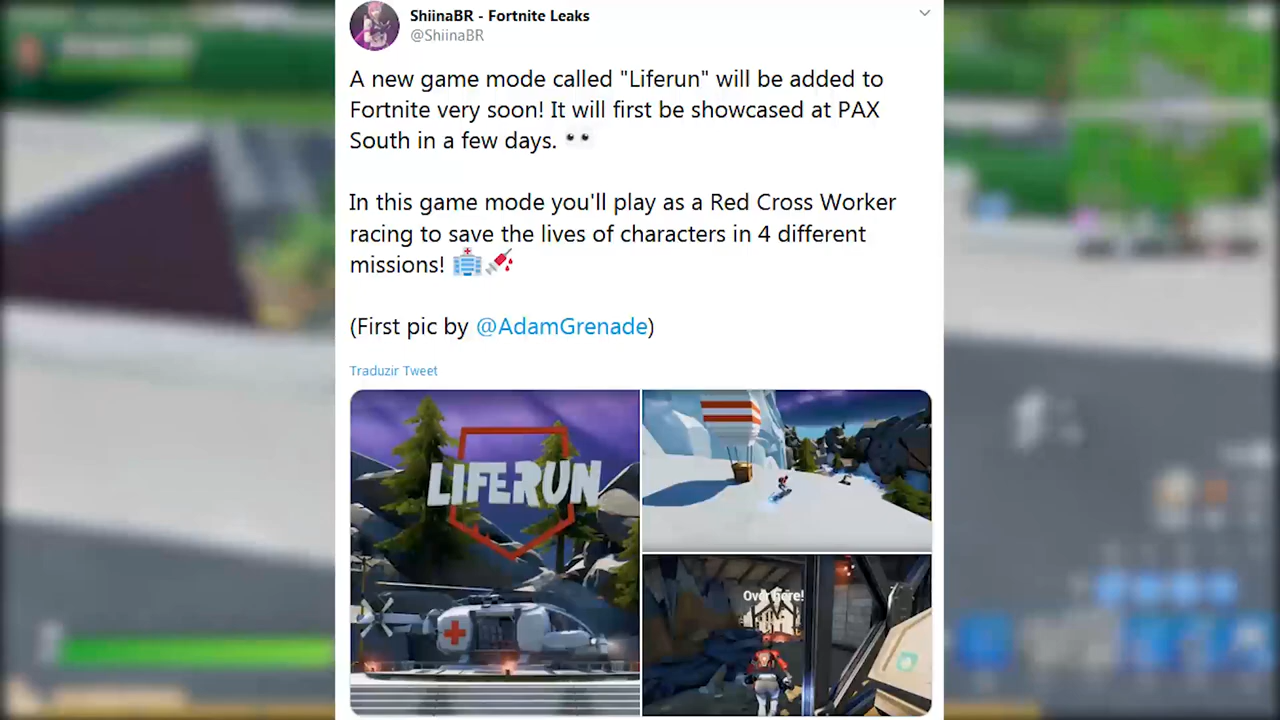 ShiinaBR - Fortnite Leaks
@ShiinaBR
A new game mode called "Liferun" will be added to
Fortnite very soon! It will first be showcased at PAX
South in a few days. 👀
In this game mode you'll play as a Red Cross Worker
racing to save the lives of characters in 4 different
missions! 🏥💉
(First pic by @AdamGrenade)
Traduzir Tweet
LIFERUN
Over here!